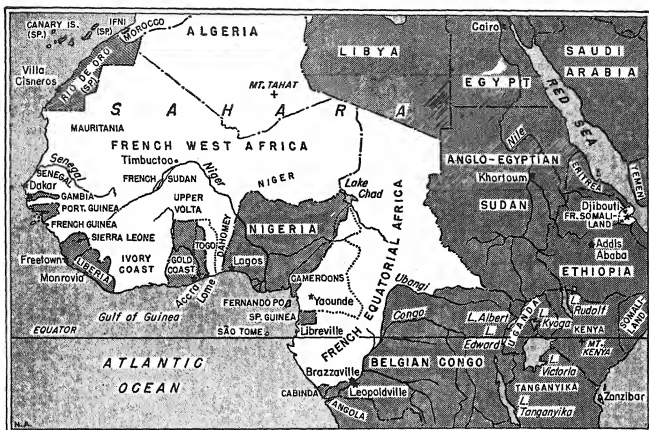 CANARY IS.
(SP.)
IFNI
(SP.)
MOROCCO
ALGERIA
LIBYA
Cairo
EGYPT
SAUDI
ARABIA
RED SEA
Villa
Cisneros
RIO DE ORO
(SP.)
MT. TAHAT
SAHARA
MAURITANIA
FRENCH WEST AFRICA
Timbuctoo
Nile
ANGLO-EGYPTIAN
SUDAN
Khartoum
ERITREA
YEMEN
Senegal
SENEGAL
Dakar
GAMBIA
PORT. GUINEA
FRENCH GUINEA
SIERRA LEONE
Freetown
LIBERIA
Monrovia
FRENCH SUDAN
Niger
NIGER
UPPER
VOLTA
IVORY
COAST
GOLD
COAST
TOGO
DAHOMEY
Accra
Lome
Lagos
NIGERIA
Lake
Chad
FRENCH EQUATORIAL AFRICA
Djibouti
FR. SOMALI-
LAND
Addis
Ababa
ETHIOPIA
SOMALI-
LAND
CAMEROONS
Yaounde
FERNANDO PO
SP. GUINEA
SÃO TOME
Libreville
Gulf of Guinea
EQUATOR
Ubangi
Congo
L. Albert
L.
Edward
UGANDA
L.
Rudolf
L.
Kyoga
KENYA
MT.
KENYA
ATLANTIC
OCEAN
Brazzaville
BELGIAN CONGO
Leopoldville
CABINDA
ANGOLA
L.
Victoria
TANGANYIKA
L.
Tanganyika
Zanzibar
N.A.